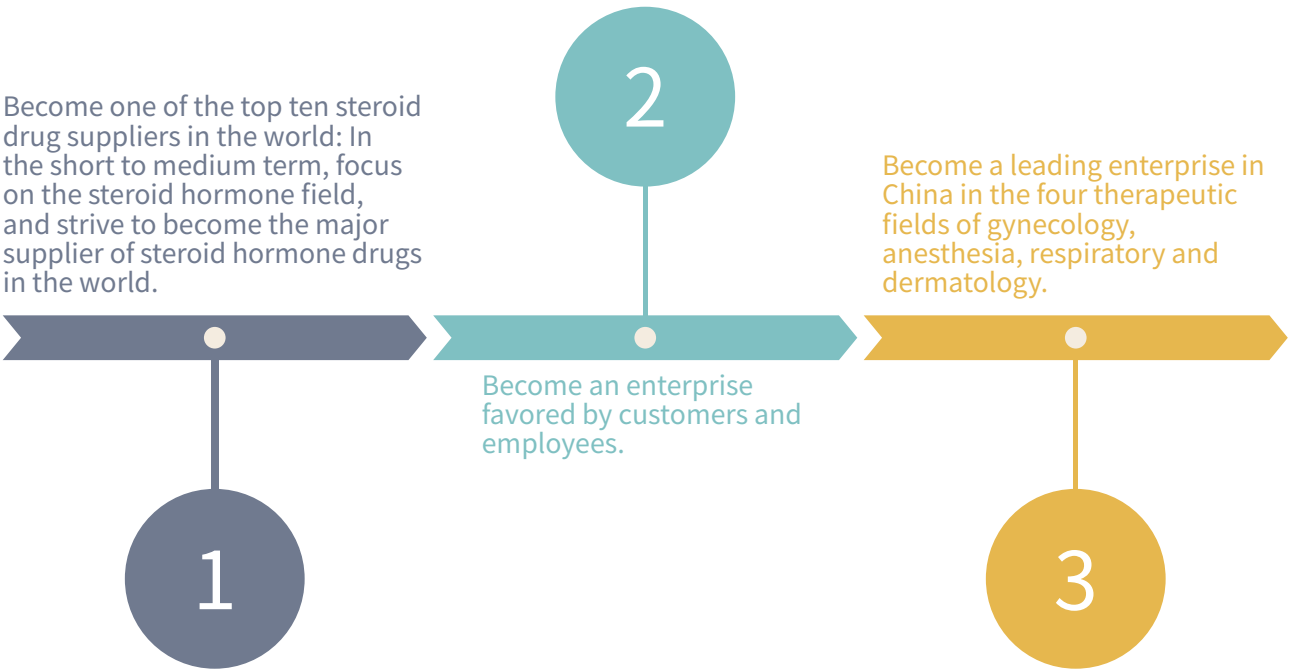 2
Become one of the top ten steroid
drug suppliers in the world: In
the short to medium term, focus
on the steroid hormone field,
and strive to become the major
supplier of steroid hormone drugs
in the world.
Become a leading enterprise in
China in the four therapeutic
fields of gynecology,
anesthesia, respiratory and
dermatology.
Become an enterprise
favored by customers and
employees.
1
3